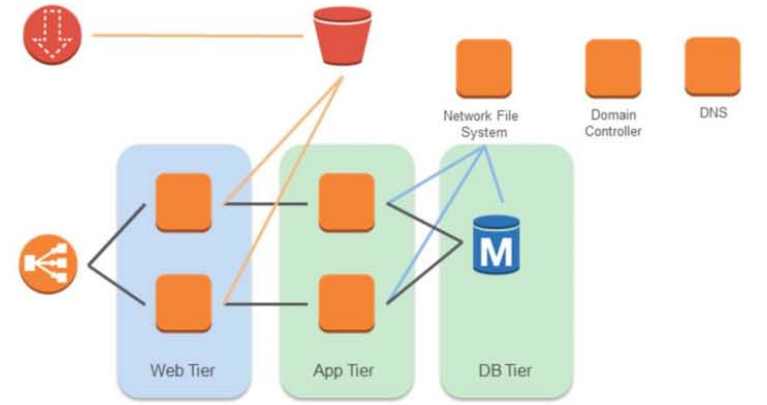 Network File
System
Domain
Controller
DNS
M
Web Tier
App Tier
DB Tier